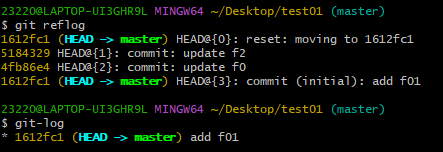 23220@LAPTOP-UI3GHR9L MINGW64 ~/Desktop/test01 (master)
$ git reflog
1612fc1 (HEAD -> master) HEAD@{0}: reset: moving to 1612fc1
5184329 HEAD@{1}: commit: update f2
4fb86e4 HEAD@{2}: commit: update f0
1612fc1 (HEAD -> master) HEAD@{3}: commit (initial): add f01
23220@LAPTOP-UI3GHR9L MINGW64 ~/Desktop/test01 (master)
$ git-log
* 1612fc1 (HEAD -> master) add f01